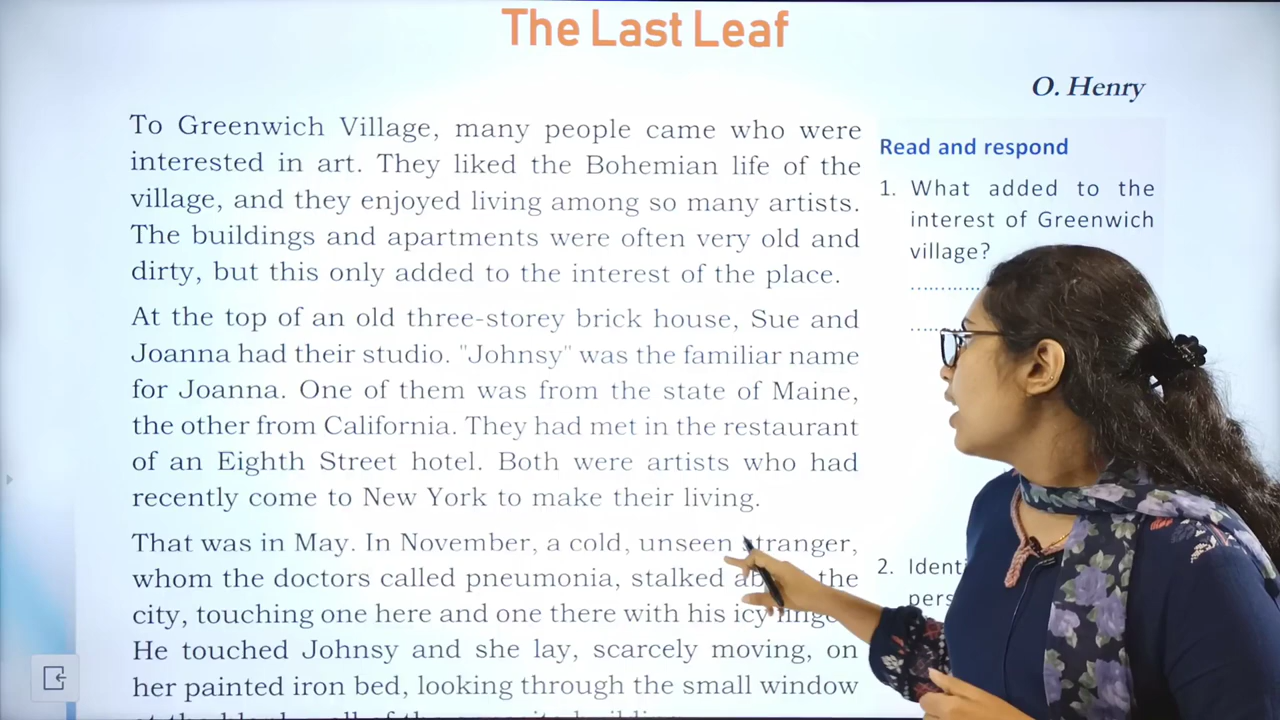 The Last Leaf
O. Henry
To Greenwich Village, many people came who were
interested in art. They liked the Bohemian life of the
village, and they enjoyed living among so many artists.
The buildings and apartments were often very old and
dirty, but this only added to the interest of the place.
At the top of an old three-storey brick house, Sue and
Joanna had their studio. "Johnsy" was the familiar name
for Joanna. One of them was from the state of Maine,
the other from California. They had met in the restaurant
of an Eighth Street hotel. Both were artists who had
recently come to New York to make their living.
That was in May. In November, a cold, unseen stranger,
whom the doctors called pneumonia, stalked the
city, touching one here and one there with his icy
He touched Johnsy and she lay, scarcely moving, on
her painted iron bed, looking through the small window
Read and respond
1. What added to the
interest of Greenwich
village?
2.